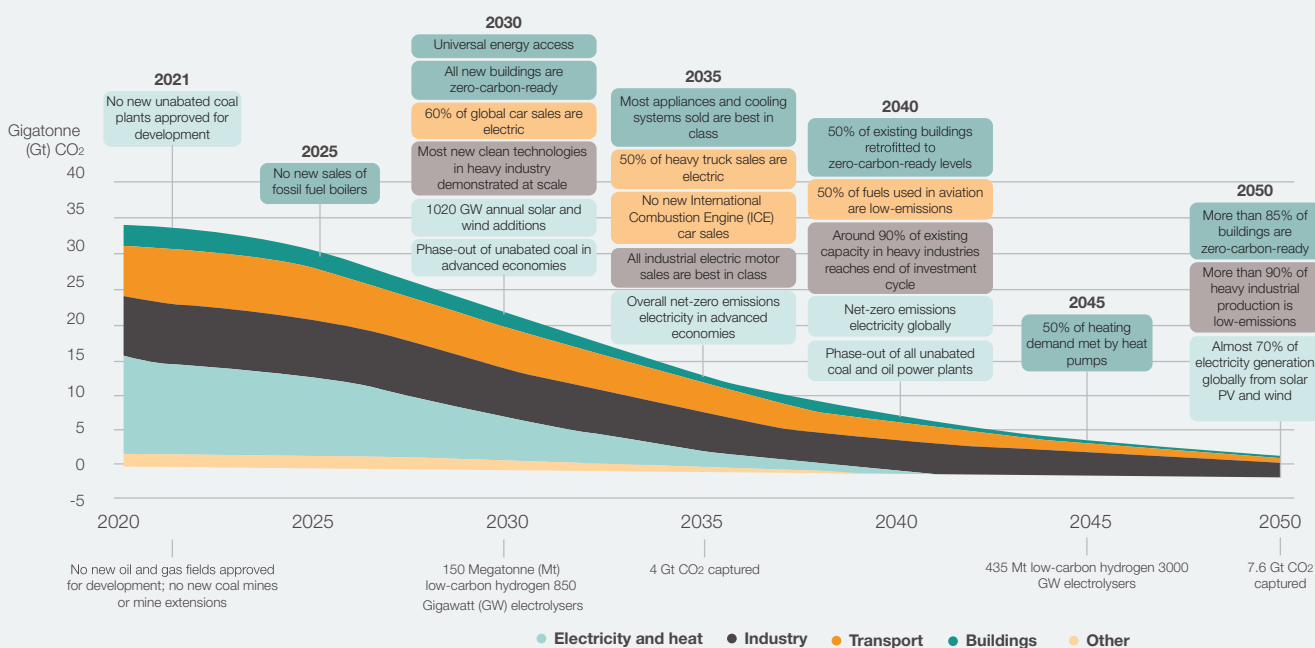 2030
Universal energy access
All new buildings are
zero-carbon-ready
60% of global car sales are
electric
Most new clean technologies
in heavy industry
demonstrated at scale
1020 GW annual solar and
wind additions
Phase-out of unabated coal in
advanced economies
2021
No new unabated coal
plants approved for
development
2025
No new sales of
fossil fuel boilers
2035
Most appliances and cooling
systems sold are best in
class
50% of heavy truck sales are
electric
No new International
Combustion Engine (ICE)
car sales
All industrial electric motor
sales are best in class
Overall net-zero emissions
electricity in advanced
economies
2040
50% of existing buildings
retrofitted to
zero-carbon-ready levels
50% of fuels used in aviation
are low-emissions
Around 90% of existing
capacity in heavy industries
reaches end of investment
cycle
Net-zero emissions
electricity globally
Phase-out of all unabated
coal and oil power plants
2045
50% of heating
demand met by heat
pumps
2050
More than 85% of
buildings are
zero-carbon-ready
More than 90% of
heavy industrial
production is
low-emissions
Almost 70% of
electricity generation
globally from solar
PV and wind
Gigatonne
(Gt) CO2
40
35
30
25
20
15
10
5
0
-5
2020
2025
2030
2035
2040
2045
2050
No new oil and gas fields approved
for development; no new coal mines
or mine extensions
150 Megatonne (Mt)
low-carbon hydrogen 850
Gigawatt (GW) electrolysers
4 Gt CO2 captured
435 Mt low-carbon hydrogen 3000
GW electrolysers
7.6 Gt CO2
captured
Electricity and heat
Industry
Transport
Buildings
Other